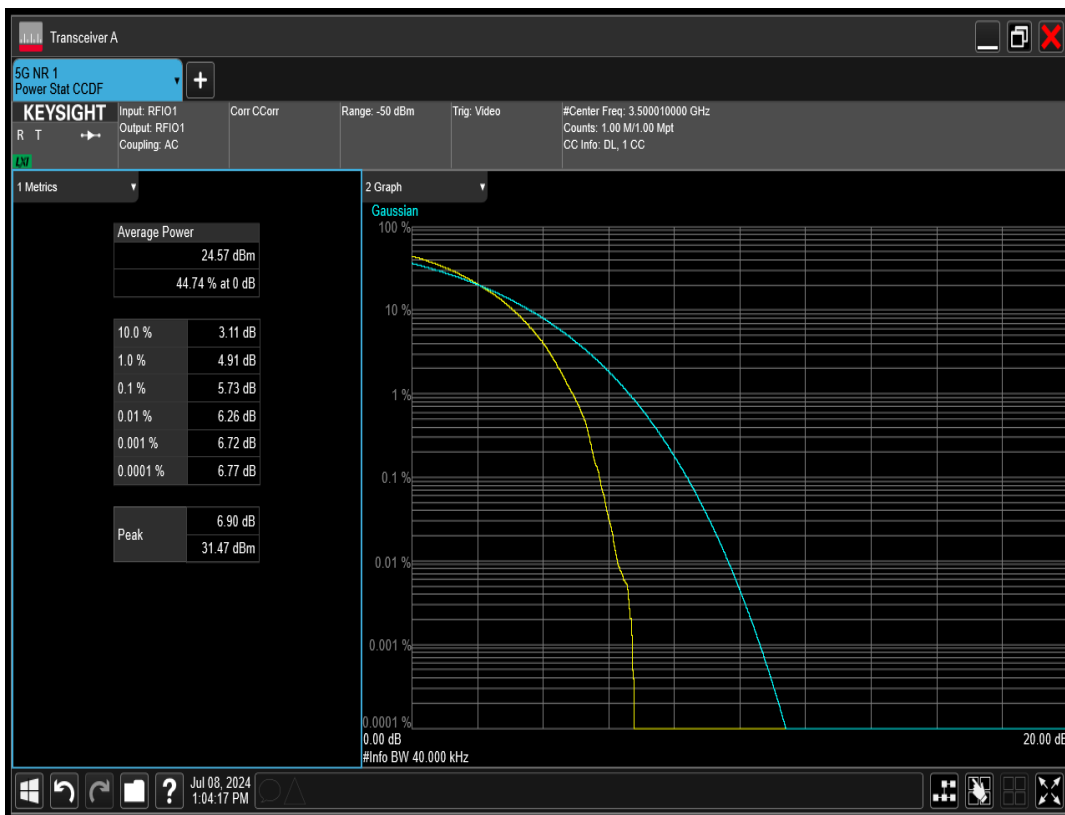 Transceiver A
5G NR 1
Power Stat CCDF
+
KEYSIGHT
R T
LXI
Input: RFIO1
Output: RFIO1
Coupling: AC
Corr CCorr
Range: -50 dBm
Trig: Video
#Center Freq: 3.500010000 GHz
Counts: 1.00 M/1.00 Mpt
CC Info: DL, 1 CC
1 Metrics
Average Power
24.57 dBm
44.74 % at 0 dB
10.0 % 3.11 dB
1.0 % 4.91 dB
0.1 % 5.73 dB
0.01 % 6.26 dB
0.001 % 6.72 dB
0.0001 % 6.77 dB
Peak 6.90 dB
31.47 dBm
2 Graph
Gaussian
100 %
10 %
1 %
0.1 %
0.01 %
0.001 %
0.0001 %
0.00 dB 20.00 dB
#Info BW 40.000 kHz
?
Jul 08, 2024
1:04:17 PM